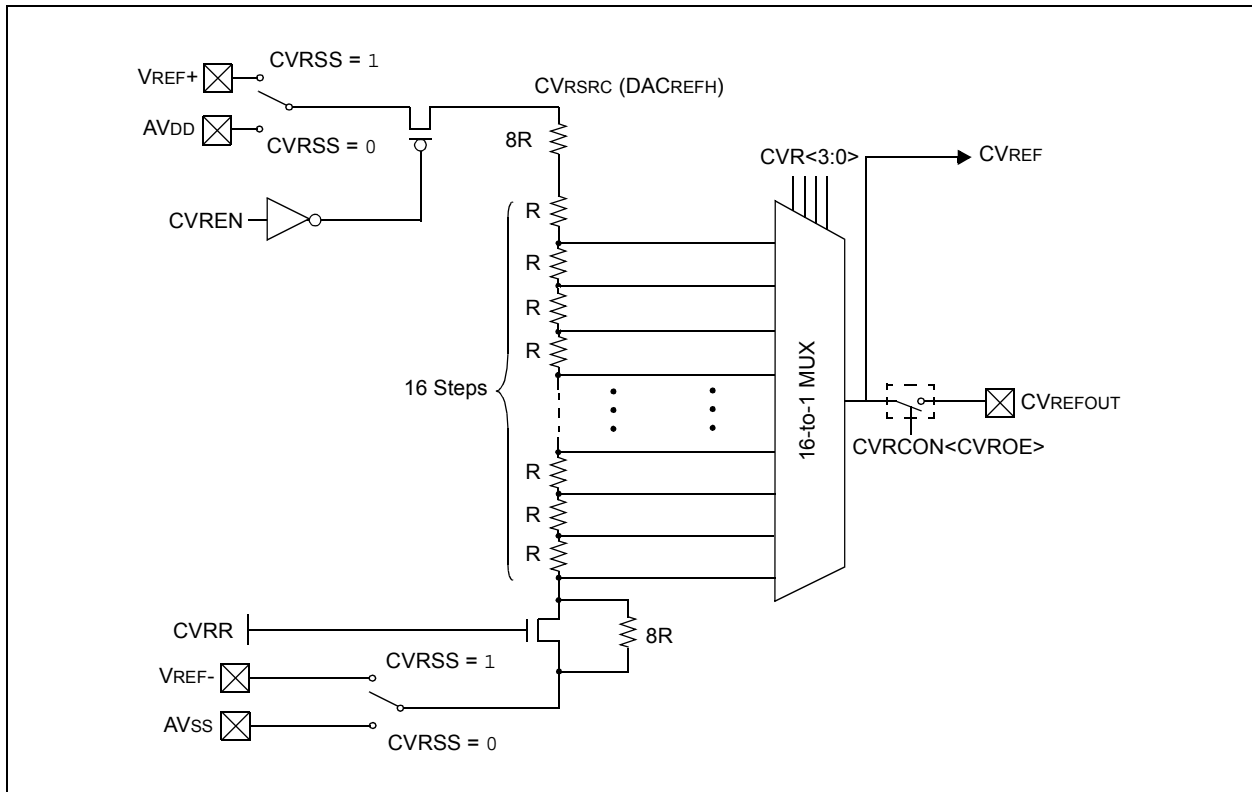 CVRSS = 1
VREF+
CVRSRC (DACREFH)
AVDD
8R
CVRSS = 0
CVR<3:0>
CVREF
CVREN
R
R
R
R
16 Steps
16-to-1 MUX
CVREFOUT
CVRCON<CVROE>
R
R
R
CVRR
8R
CVRSS = 1
VREF-
AVSS
CVRSS = 0